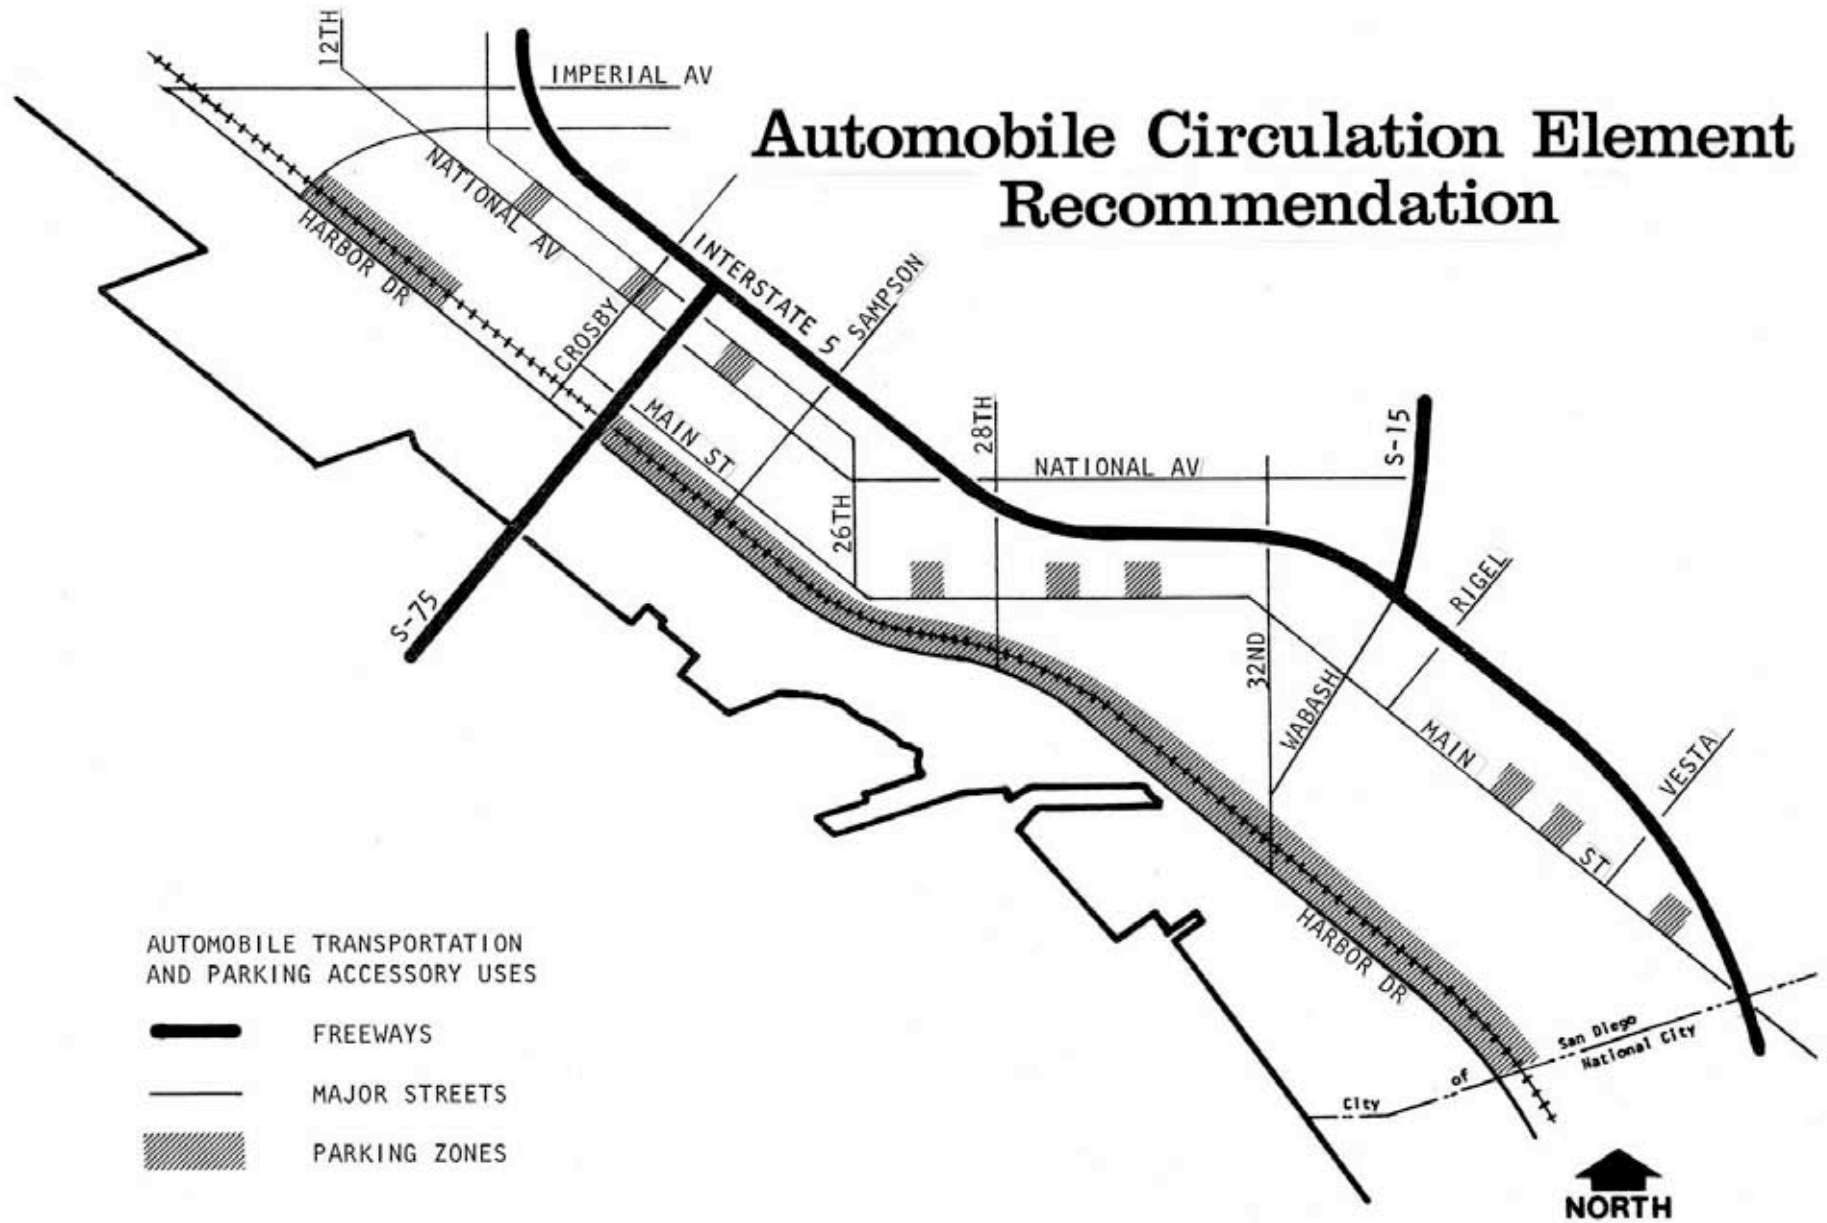 12TH
IMPERIAL AV
Automobile Circulation Element
Recommendation
NATIONAL AV
HARBOR DR
INTERSTATE 5
SAMPSON
CROSBY
MAIN ST
28TH
S-15
NATIONAL AV
26TH
RIGEL
S-75
32ND
WABASH
MAIN ST
VESTA
HARBOR DR
AUTOMOBILE TRANSPORTATION
AND PARKING ACCESSORY USES
FREEWAYS
MAJOR STREETS
PARKING ZONES
City of
San Diego
National City
NORTH